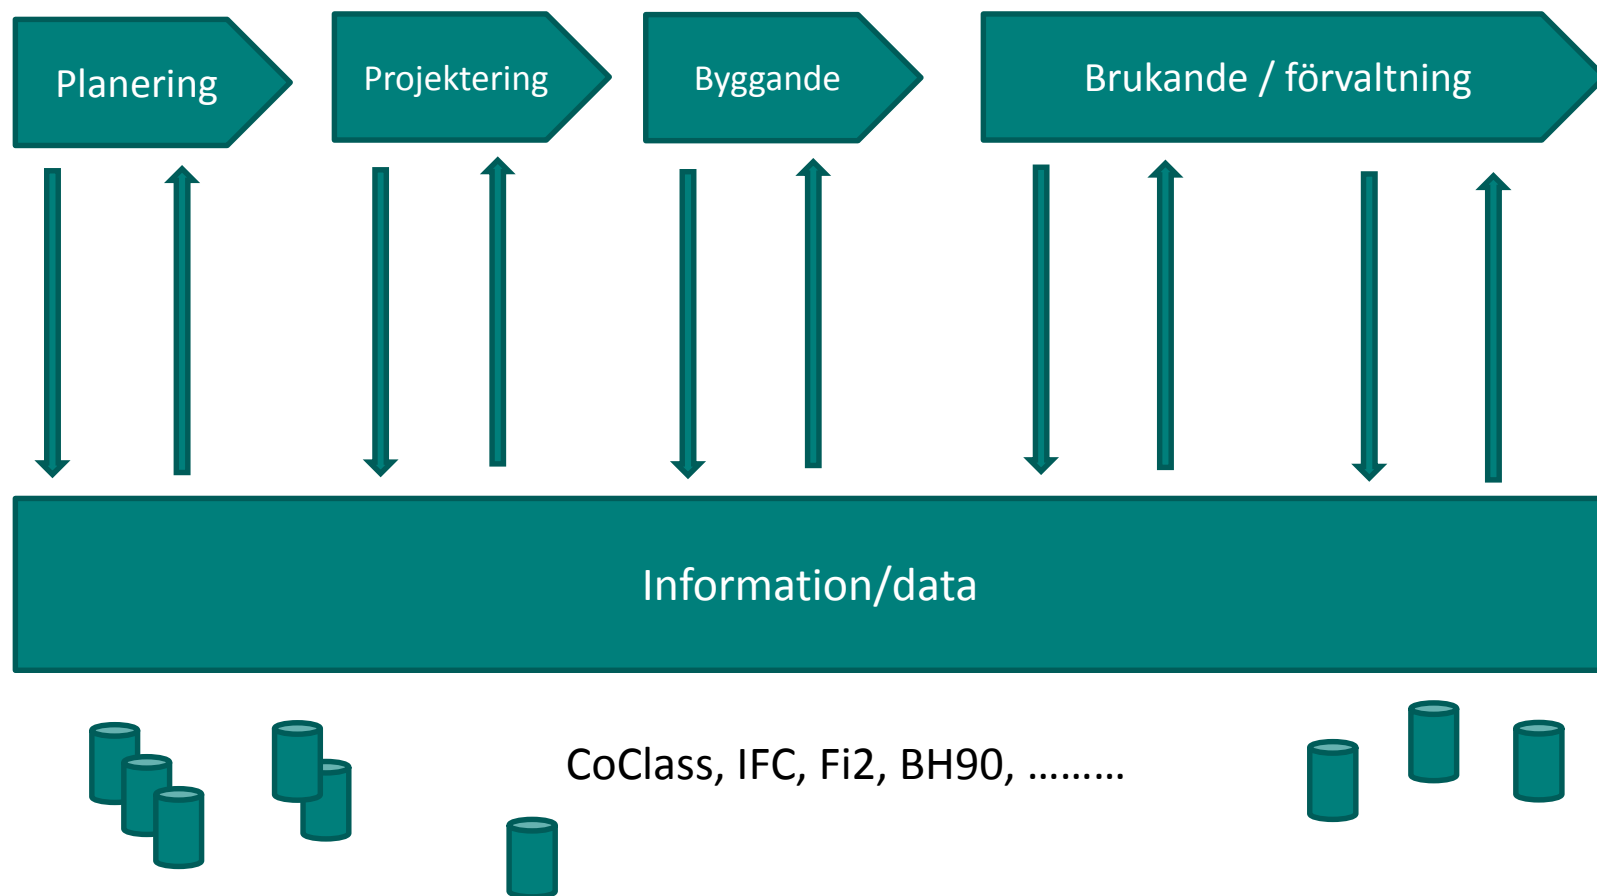 Planering
Projektering
Byggande
Brukande / förvaltning
Information/data
CoClass, IFC, Fi2, BH90, .........